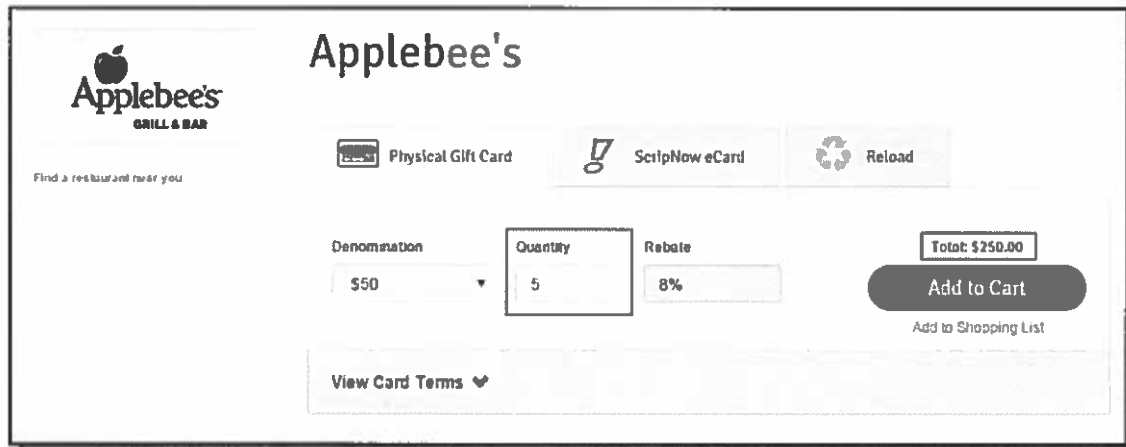 Applebee's
GRILL & BAR
Find a restaurant near you
Applebee's
Physical Gift Card
ScripNow eCard
Reload
Denomination
Quantity
Rebate
Total: $250.00
$50
5
8%
Add to Cart
Add to Shopping List
View Card Terms